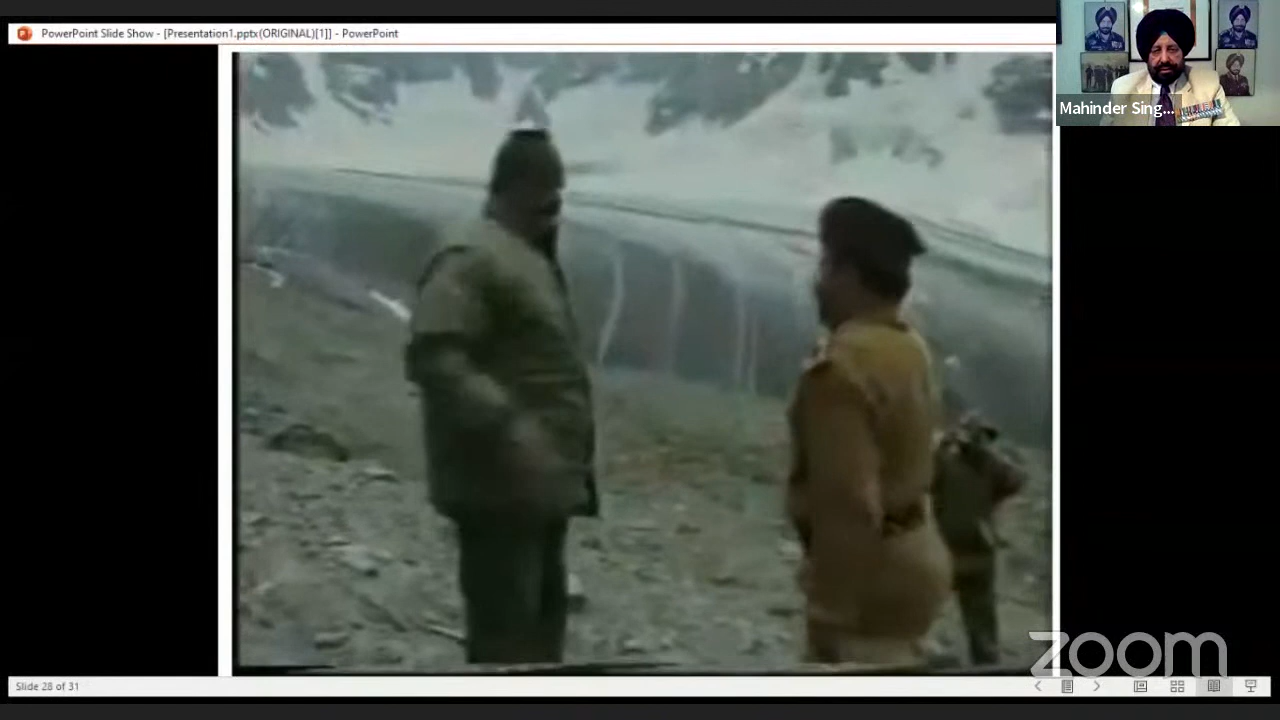 PowerPoint Slide Show - [Presentation1.pptx(ORIGINAL)[1]] - PowerPoint
Mahinder Sing...
zoom
Slide 28 of 31